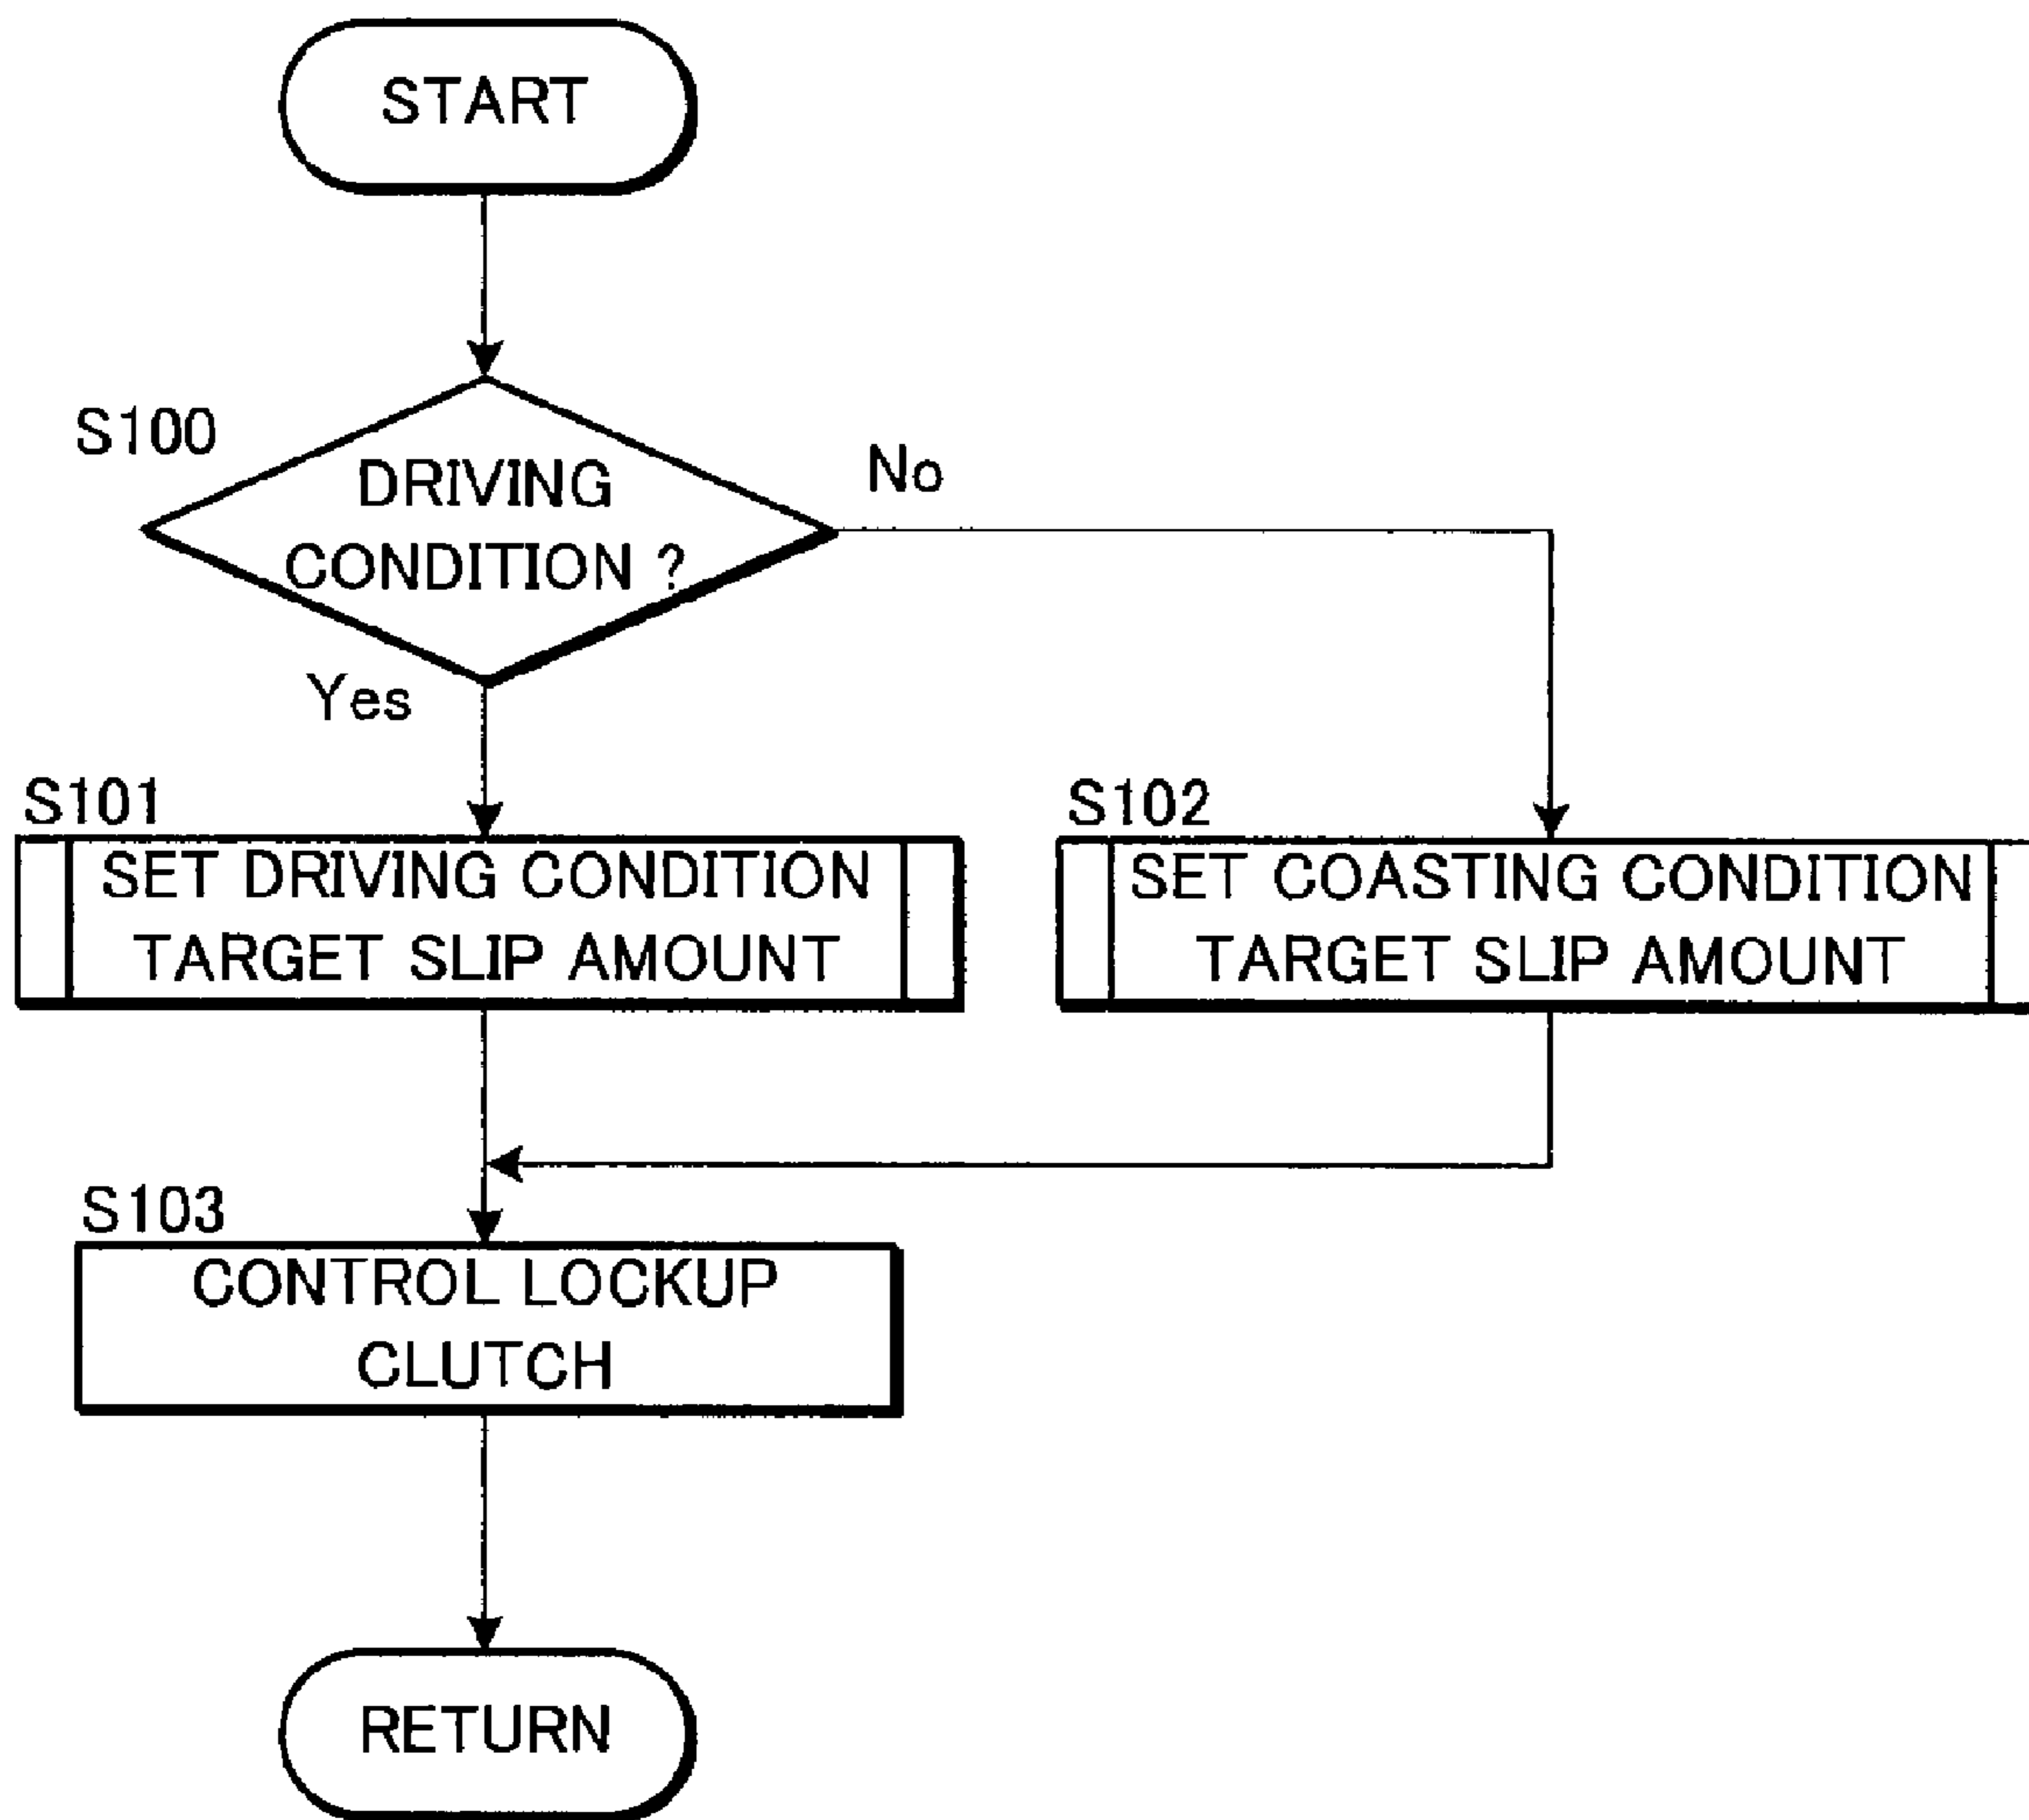 START
S100
DRIVING
CONDITION ?
No
Yes
S101
SET DRIVING CONDITION
TARGET SLIP AMOUNT
S102
SET COASTING CONDITION
TARGET SLIP AMOUNT
S103
CONTROL LOCKUP
CLUTCH
RETURN